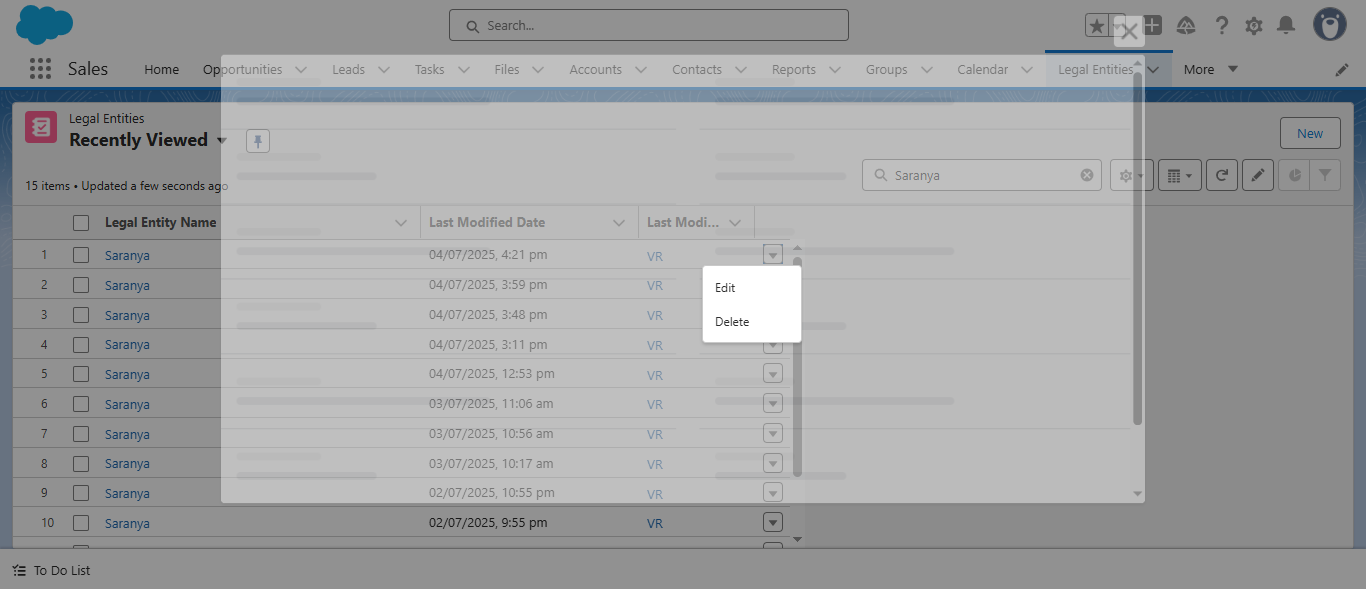 Search...
Sales
Home
Opportunities
Leads
Tasks
Files
Accounts
Contacts
Reports
Groups
Calendar
Legal Entities
More
Legal Entities
Recently Viewed
New
15 items • Updated a few seconds ago
Saranya
Legal Entity Name
Last Modified Date
Last Modi...
1 Saranya 04/07/2025, 4:21 pm VR
2 Saranya 04/07/2025, 3:59 pm VR
3 Saranya 04/07/2025, 3:48 pm VR
4 Saranya 04/07/2025, 3:11 pm VR
5 Saranya 04/07/2025, 12:53 pm VR
6 Saranya 03/07/2025, 11:06 am VR
7 Saranya 03/07/2025, 10:56 am VR
8 Saranya 03/07/2025, 10:17 am VR
9 Saranya 02/07/2025, 10:55 pm VR
10 Saranya 02/07/2025, 9:55 pm VR
Edit
Delete
To Do List